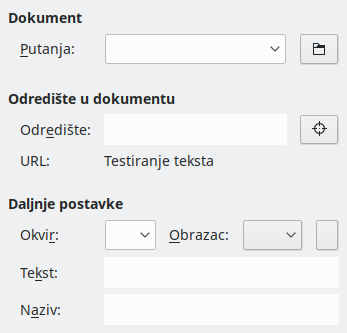 Dokument
Putanja:
Odredište u dokumentu
Odredište:
URL: Testiranje teksta
Daljnje postavke
Okvir: Obrazac:
Tekst:
Naziv: